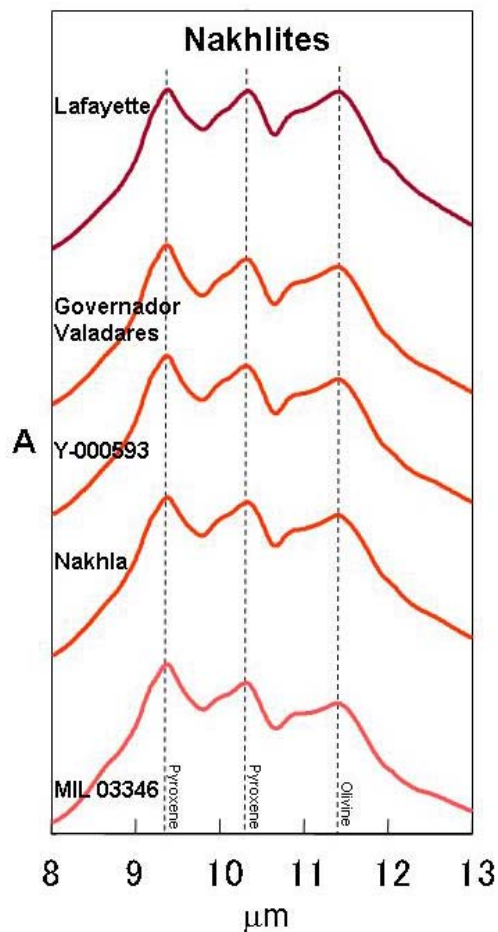 Nakhlites
Lafayette
Governador
Valadares
A
Y-000593
Nakhla
MIL 03346
Pyroxene
Pyroxene
Olivine
8 9 10 11 12 13
μm